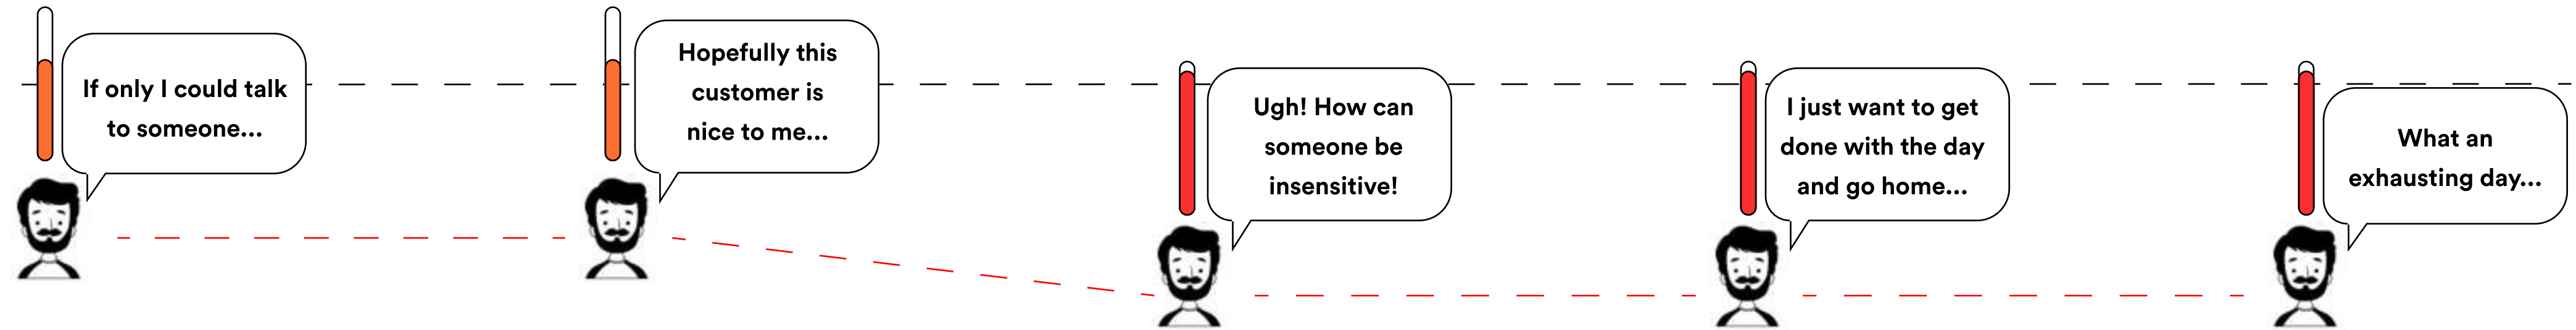 If only I could talk
to someone...
Hopefully this
customer is
nice to me...
Ugh! How can
someone be
insensitive!
I just want to get
done with the day
and go home...
What an
exhausting day...